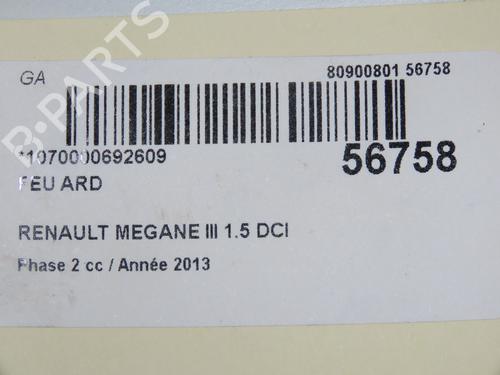 GA
80900801 56758
*1070000692609
56758
FEU ARD
RENAULT MEGANE III 1.5 DCI
Phase 2 cc / Année 2013
B-PARTS